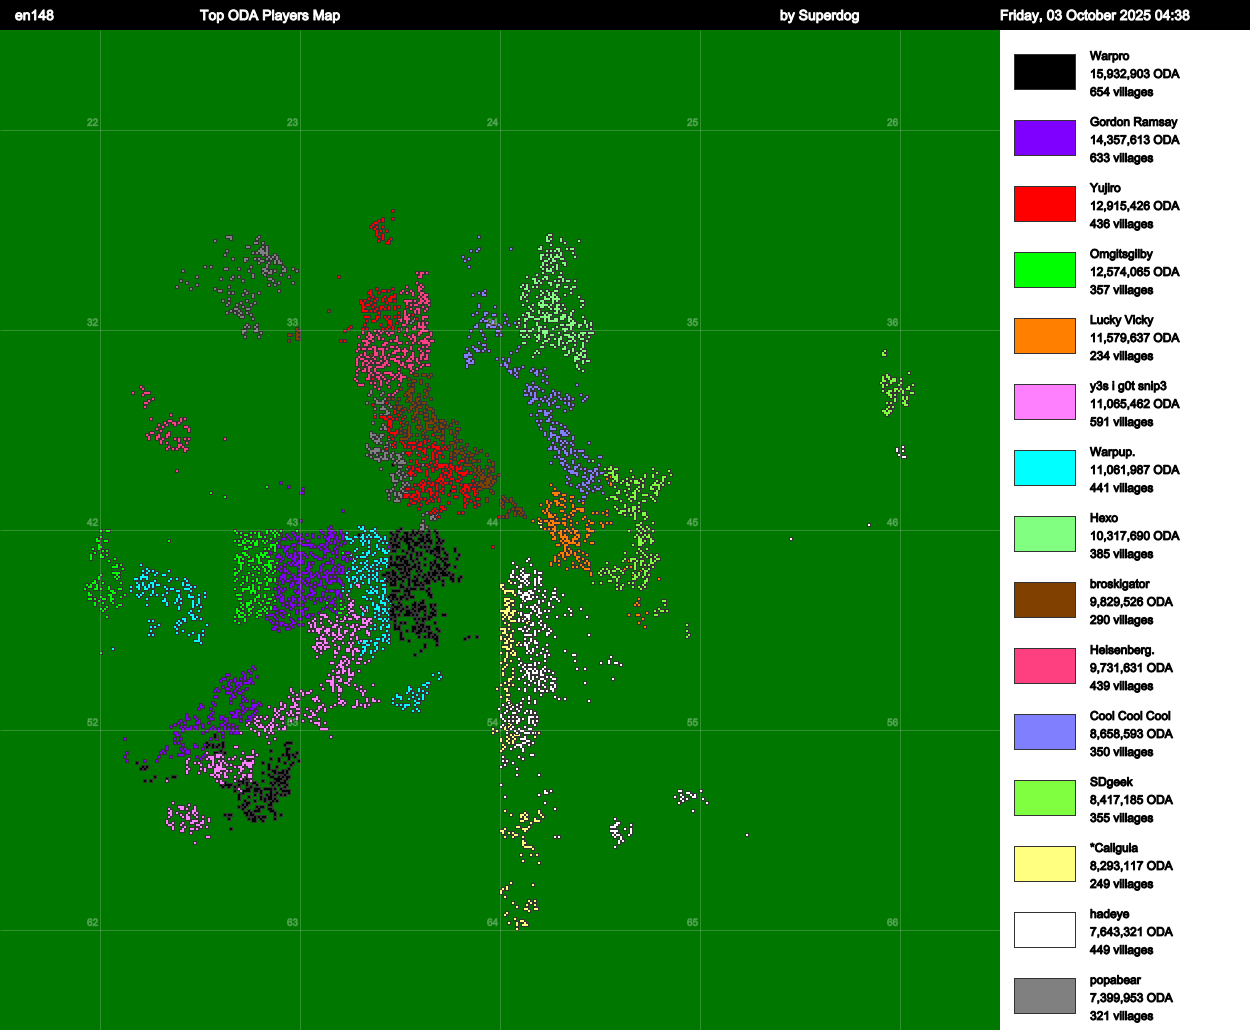 en148 Top ODA Players Map by Superdog Friday, 03 October 2025 04:38
Warpro
15,932,903 ODA
654 villages
Gordon Ramsay
14,357,613 ODA
633 villages
Yujiro
12,915,426 ODA
436 villages
Omgitsgilby
12,574,065 ODA
357 villages
Lucky Vicky
11,579,637 ODA
234 villages
y3s i g0t snip3
11,065,462 ODA
591 villages
Warpup.
11,061,987 ODA
441 villages
Hexo
10,317,690 ODA
385 villages
broskigator
9,829,526 ODA
290 villages
Heisenberg.
9,731,631 ODA
439 villages
Cool Cool Cool
8,658,593 ODA
350 villages
SDgeek
8,417,185 ODA
355 villages
*Caligula
8,293,117 ODA
249 villages
hadeye
7,643,321 ODA
449 villages
popabear
7,399,953 ODA
321 villages
22 23 24 25 26
32 33 35 36
42 43 44 45 46
52 53 54 55 56
62 63 64 65 66